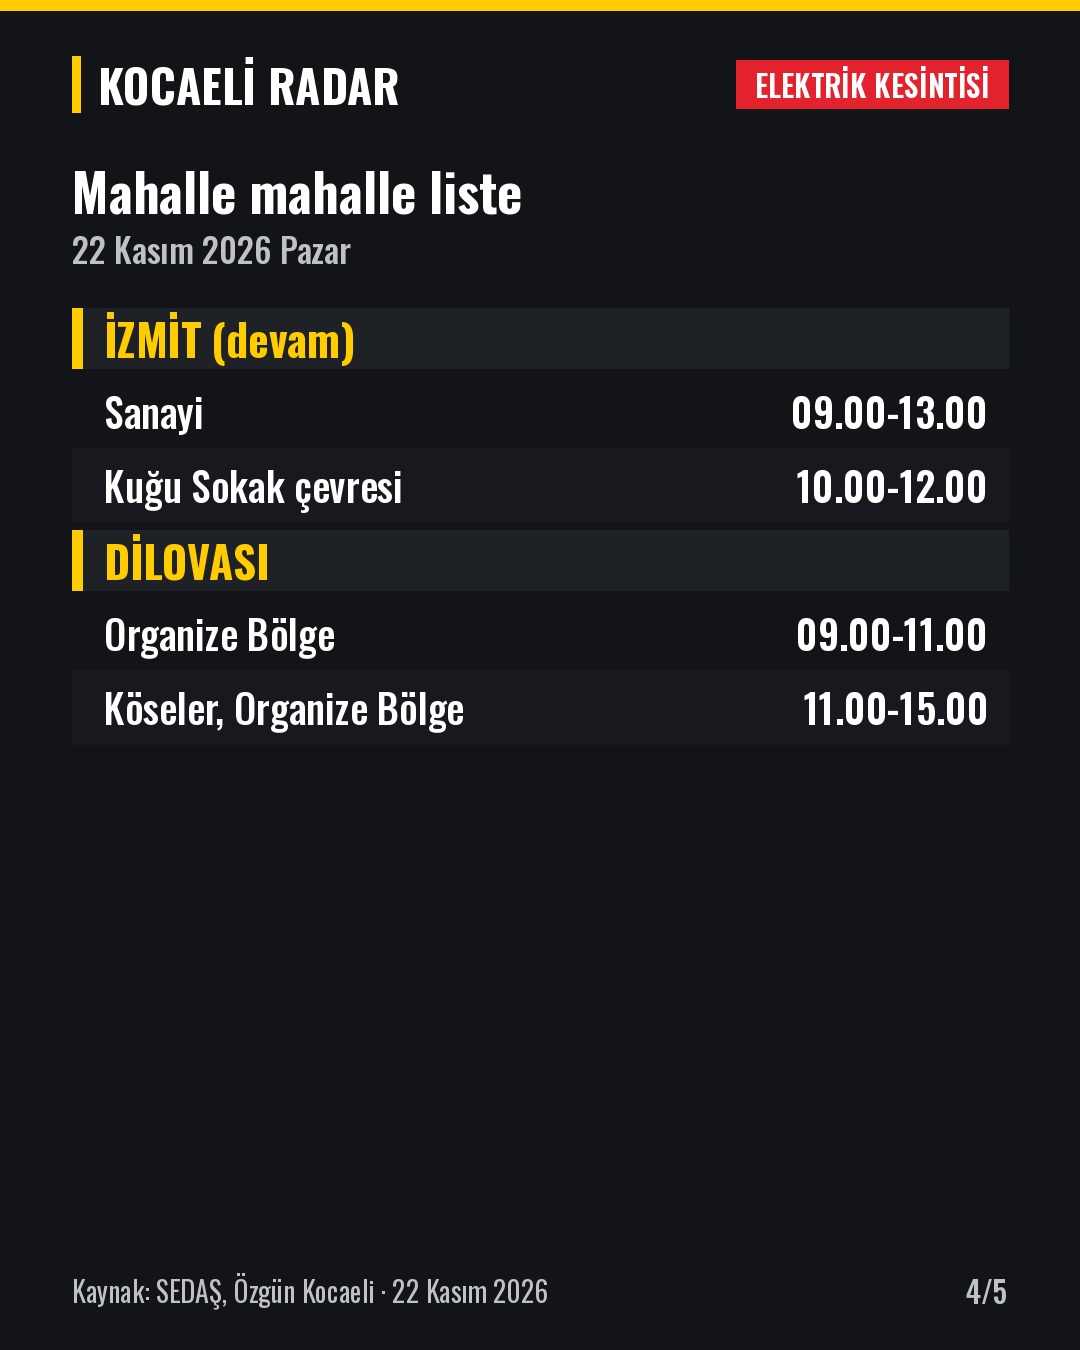 KOCAELİ RADAR
ELEKTRİK KESİNTİSİ
Mahalle mahalle liste
22 Kasım 2026 Pazar
İZMİT (devam)
Sanayi 09.00-13.00
Kuğu Sokak çevresi 10.00-12.00
DİLOVASI
Organize Bölge 09.00-11.00
Köseler, Organize Bölge 11.00-15.00
Kaynak: SEDAŞ, Özgün Kocaeli · 22 Kasım 2026 4/5